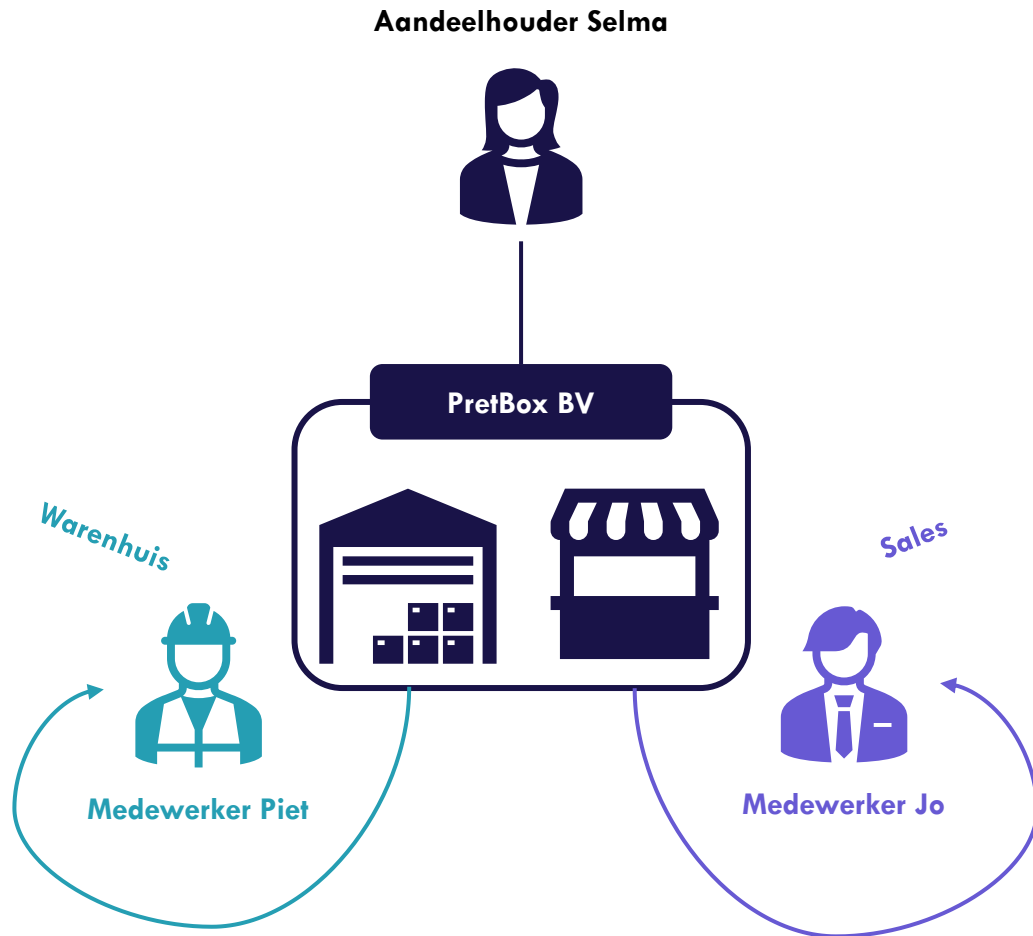 Aandeelhouder Selma
PretBox BV
Warenhuis
Sales
Medewerker Piet
Medewerker Jo